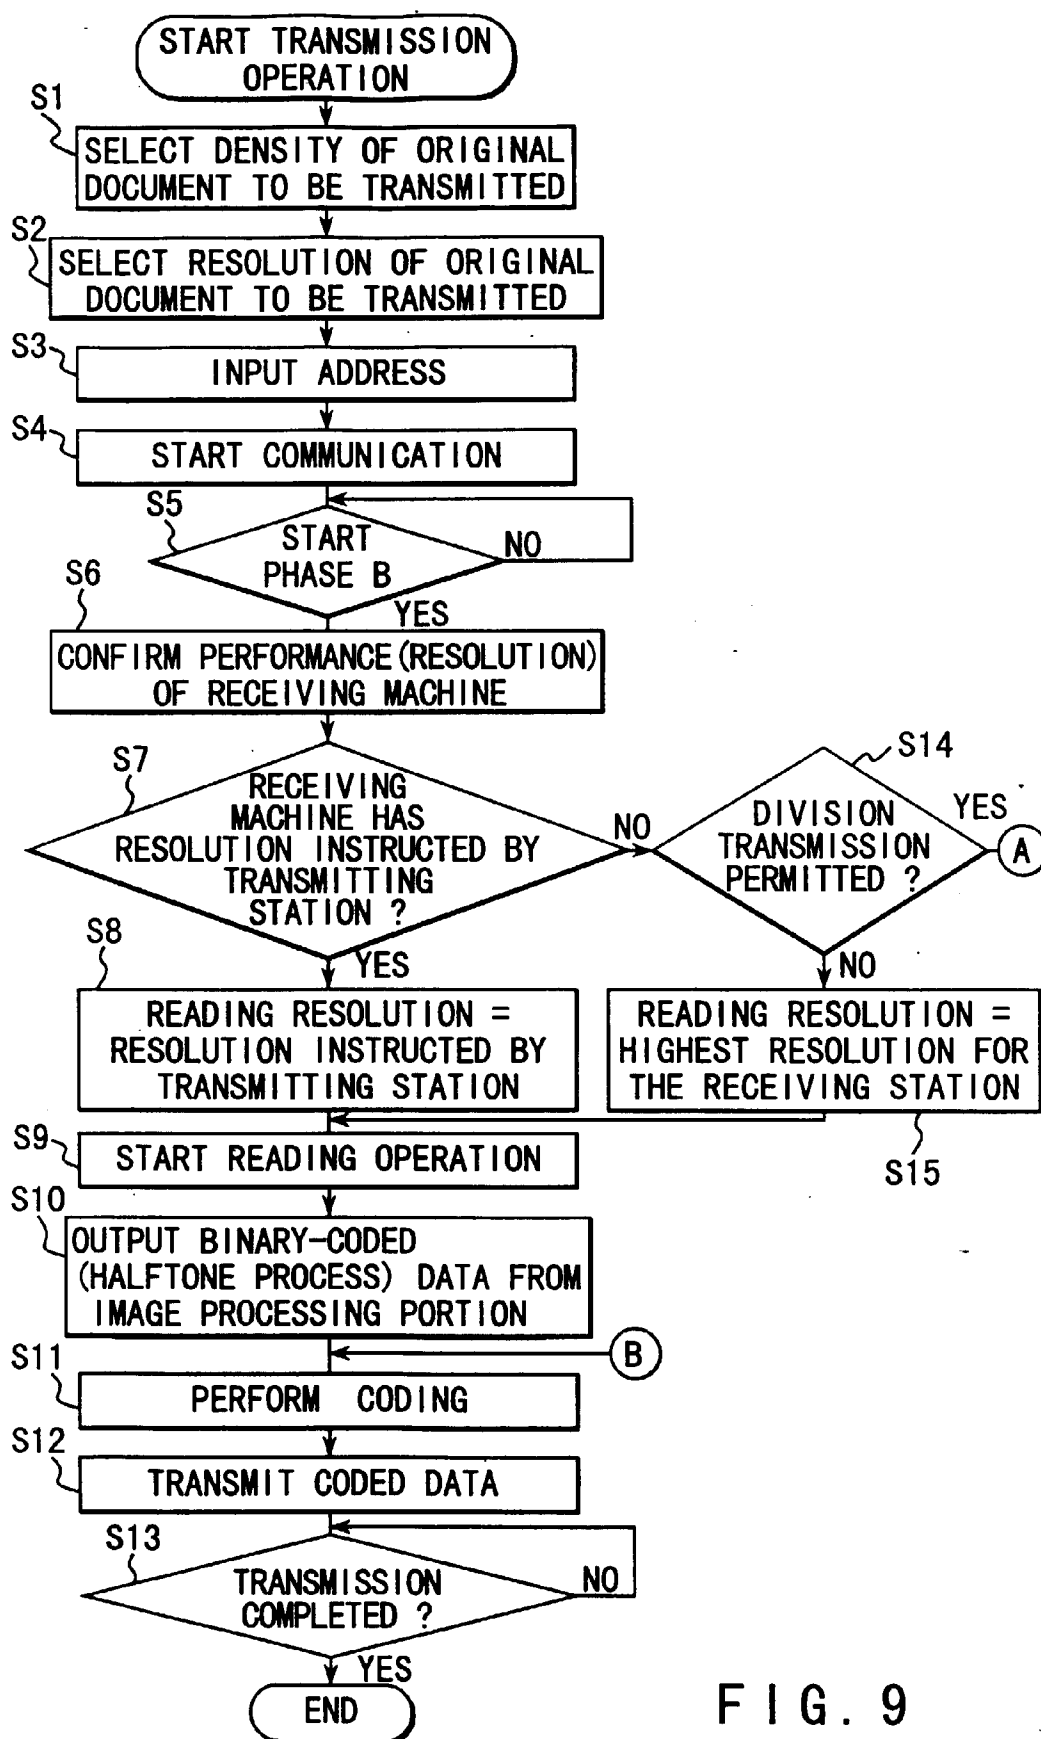 START TRANSMISSION
OPERATION
S1
SELECT DENSITY OF ORIGINAL
DOCUMENT TO BE TRANSMITTED
S2
SELECT RESOLUTION OF ORIGINAL
DOCUMENT TO BE TRANSMITTED
S3
INPUT ADDRESS
S4
START COMMUNICATION
S5
START
PHASE B
NO
YES
S6
CONFIRM PERFORMANCE (RESOLUTION)
OF RECEIVING MACHINE
S7
RECEIVING
MACHINE HAS
RESOLUTION INSTRUCTED BY
TRANSMITTING
STATION ?
NO
YES
S14
DIVISION
TRANSMISSION
PERMITTED ?
YES
A
NO
S8
READING RESOLUTION =
RESOLUTION INSTRUCTED BY
TRANSMITTING STATION
READING RESOLUTION =
HIGHEST RESOLUTION FOR
THE RECEIVING STATION
S15
S9
START READING OPERATION
S10
OUTPUT BINARY-CODED
(HALFTONE PROCESS) DATA FROM
IMAGE PROCESSING PORTION
B
S11
PERFORM CODING
S12
TRANSMIT CODED DATA
S13
TRANSMISSION
COMPLETED ?
NO
YES
END
FIG. 9